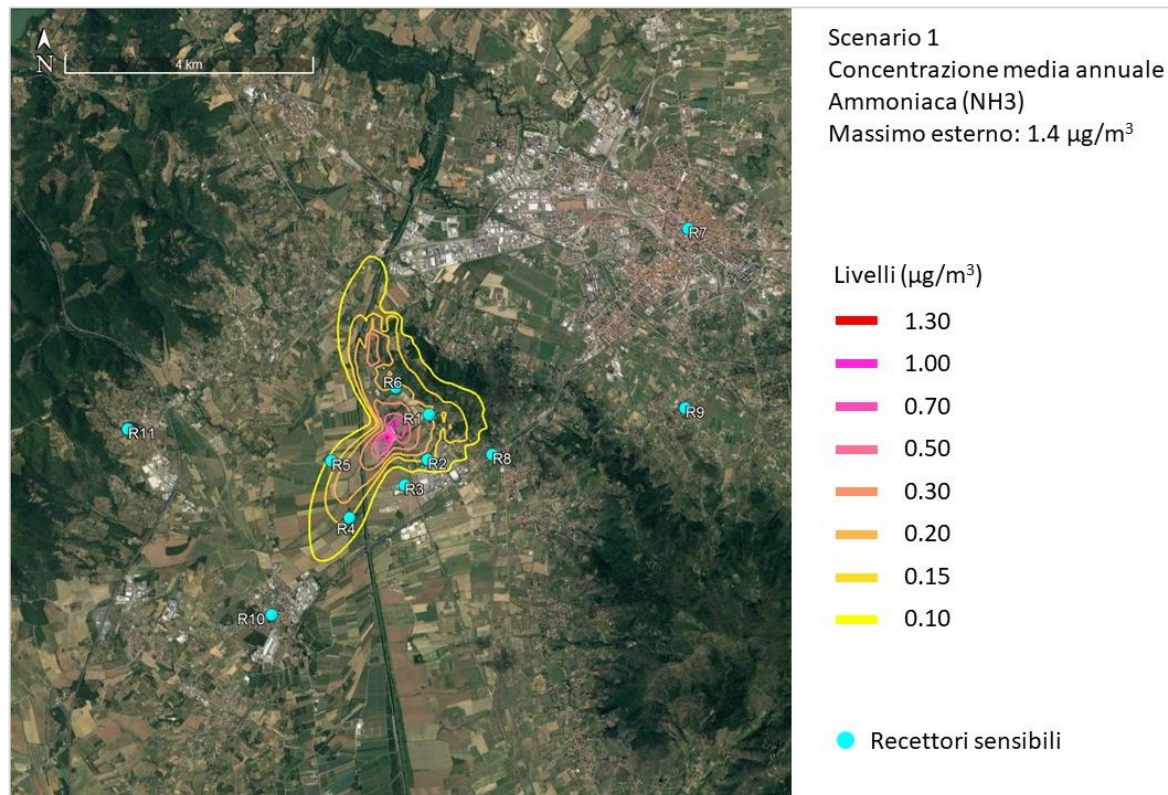 4 km
N
R7
R6
R1
R9
R11
R8
R5
R2
R3
R4
R10
Scenario 1
Concentrazione media annuale
Ammoniaca (NH3)
Massimo esterno: 1.4 µg/m³
Livelli (µg/m³)
1.30
1.00
0.70
0.50
0.30
0.20
0.15
0.10
Recettori sensibili